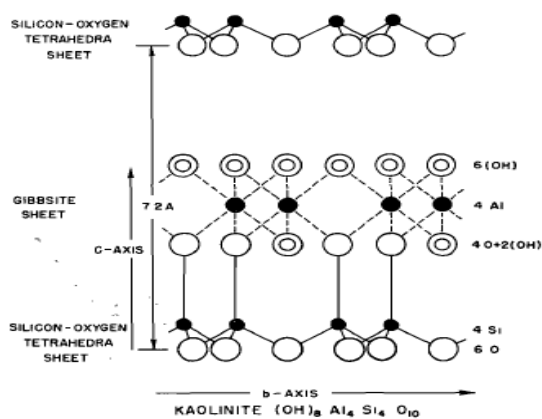 SILICON-OXYGEN
TETRAHEDRA
SHEET
6(OH)
GIBBSITE
SHEET
C-AXIS
7.2A
4 Al
4 O+2(OH)
SILICON-OXYGEN
TETRAHEDRA
SHEET
4 Si
6 O
b-AXIS
KAOLINITE (OH)8 Al4 Si4 O10